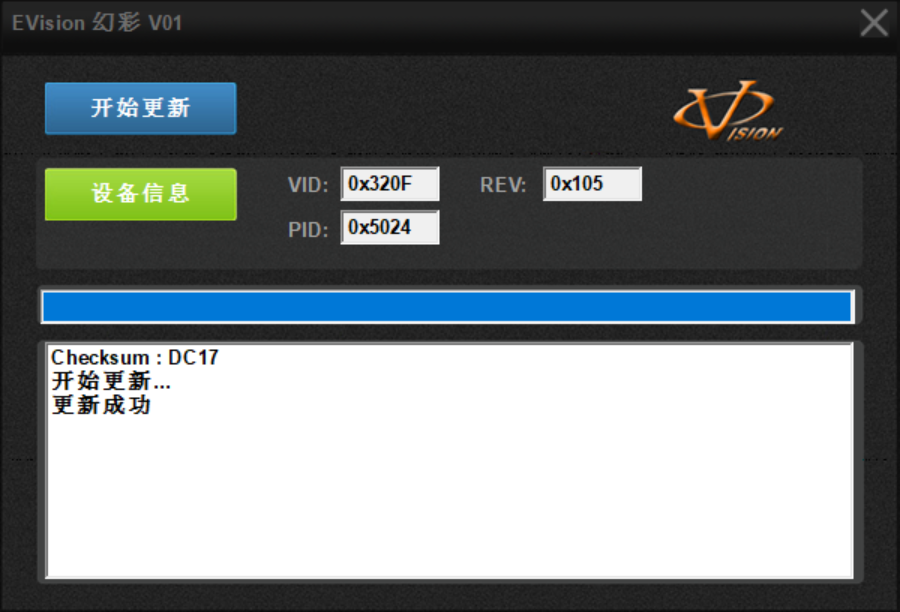 EVision 幻彩 V01
开始更新
VISION
设备信息
VID: 0x320F REV: 0x105
PID: 0x5024
Checksum : DC17
开始更新...
更新成功